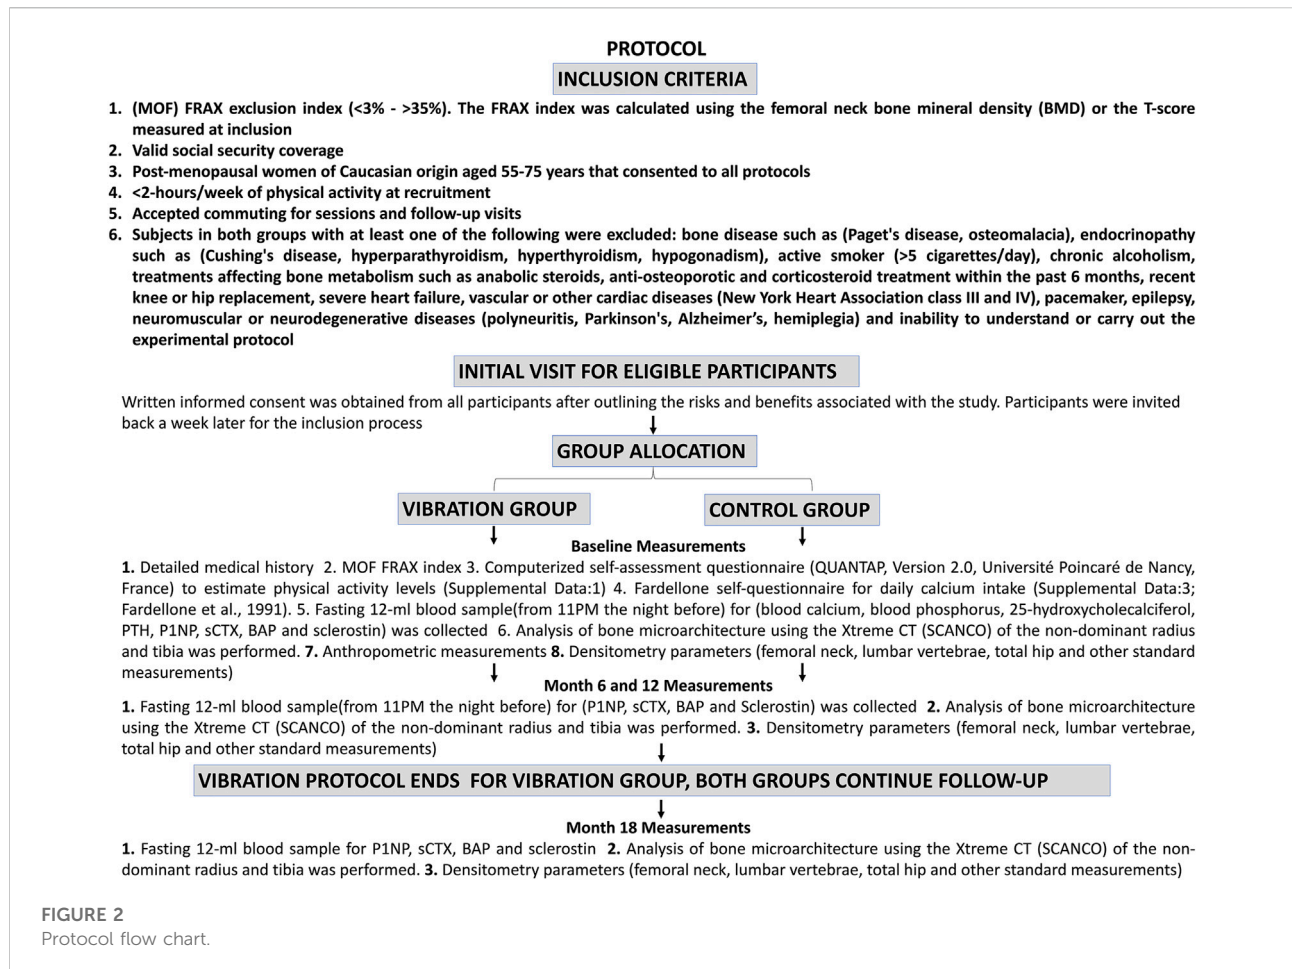 PROTOCOL
INCLUSION CRITERIA
1. (MOF) FRAX exclusion index (<3% - >35%). The FRAX index was calculated using the femoral neck bone mineral density (BMD) or the T-score
measured at inclusion
2. Valid social security coverage
3. Post-menopausal women of Caucasian origin aged 55-75 years that consented to all protocols
4. <2-hours/week of physical activity at recruitment
5. Accepted commuting for sessions and follow-up visits
6. Subjects in both groups with at least one of the following were excluded: bone disease such as (Paget's disease, osteomalacia), endocrinopathy
such as (Cushing's disease, hyperparathyroidism, hyperthyroidism, hypogonadism), active smoker (>5 cigarettes/day), chronic alcoholism,
treatments affecting bone metabolism such as anabolic steroids, anti-osteoporotic and corticosteroid treatment within the past 6 months, recent
knee or hip replacement, severe heart failure, vascular or other cardiac diseases (New York Heart Association class III and IV), pacemaker, epilepsy,
neuromuscular or neurodegenerative diseases (polyneuritis, Parkinson's, Alzheimer’s, hemiplegia) and inability to understand or carry out the
experimental protocol
INITIAL VISIT FOR ELIGIBLE PARTICIPANTS
Written informed consent was obtained from all participants after outlining the risks and benefits associated with the study. Participants were invited
back a week later for the inclusion process
GROUP ALLOCATION
VIBRATION GROUP
CONTROL GROUP
Baseline Measurements
1. Detailed medical history 2. MOF FRAX index 3. Computerized self-assessment questionnaire (QUANTAP, Version 2.0, Université Poincaré de Nancy,
France) to estimate physical activity levels (Supplemental Data:1) 4. Fardellone self-questionnaire for daily calcium intake (Supplemental Data:3;
Fardellone et al., 1991). 5. Fasting 12-ml blood sample(from 11PM the night before) for (blood calcium, blood phosphorus, 25-hydroxycholecalciferol,
PTH, P1NP, sCTX, BAP and sclerostin) was collected 6. Analysis of bone microarchitecture using the Xtreme CT (SCANCO) of the non-dominant radius
and tibia was performed. 7. Anthropometric measurements 8. Densitometry parameters (femoral neck, lumbar vertebrae, total hip and other standard
measurements)
Month 6 and 12 Measurements
1. Fasting 12-ml blood sample(from 11PM the night before) for (P1NP, sCTX, BAP and Sclerostin) was collected 2. Analysis of bone microarchitecture
using the Xtreme CT (SCANCO) of the non-dominant radius and tibia was performed. 3. Densitometry parameters (femoral neck, lumbar vertebrae,
total hip and other standard measurements)
VIBRATION PROTOCOL ENDS FOR VIBRATION GROUP, BOTH GROUPS CONTINUE FOLLOW-UP
Month 18 Measurements
1. Fasting 12-ml blood sample for P1NP, sCTX, BAP and sclerostin 2. Analysis of bone microarchitecture using the Xtreme CT (SCANCO) of the non-
dominant radius and tibia was performed. 3. Densitometry parameters (femoral neck, lumbar vertebrae, total hip and other standard measurements)
FIGURE 2
Protocol flow chart.